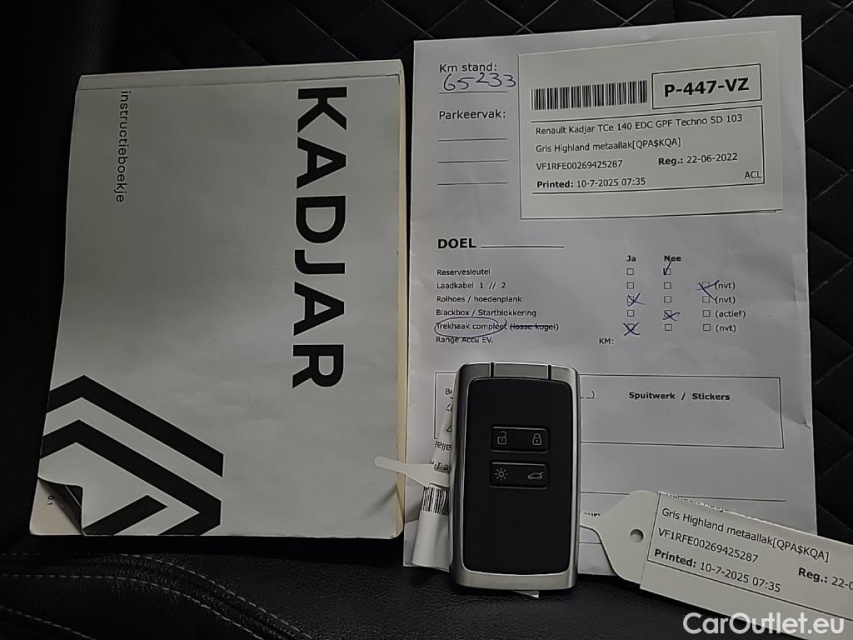 KADJAR
instructieboekje
0.1
Km stand:
65233
Parkeervak:
P-447-VZ
Renault Kadjar TCe 140 EDC GPF Techno 5D 103
Gris Highland metaallak[QPA$KQA]
VF1RFE00269425287 Reg.: 22-06-2022
Printed: 10-7-2025 07:35
ACL
DOEL
Ja Nee
Reservesleutel
Laadkabel 1 // 2 (nvt)
Rolhoes / hoedenplank (nvt)
Blackbox / Startblokkering (actief)
Trekhaak compleet (losse kogel) (nvt)
Range Accu EV. KM:
Spuitwerk / Stickers
Gris Highland metaallak[QPA$KQA]
VF1RFE00269425287
Reg.: 22-0
Printed: 10-7-2025 07:35
CarOutlet.eu